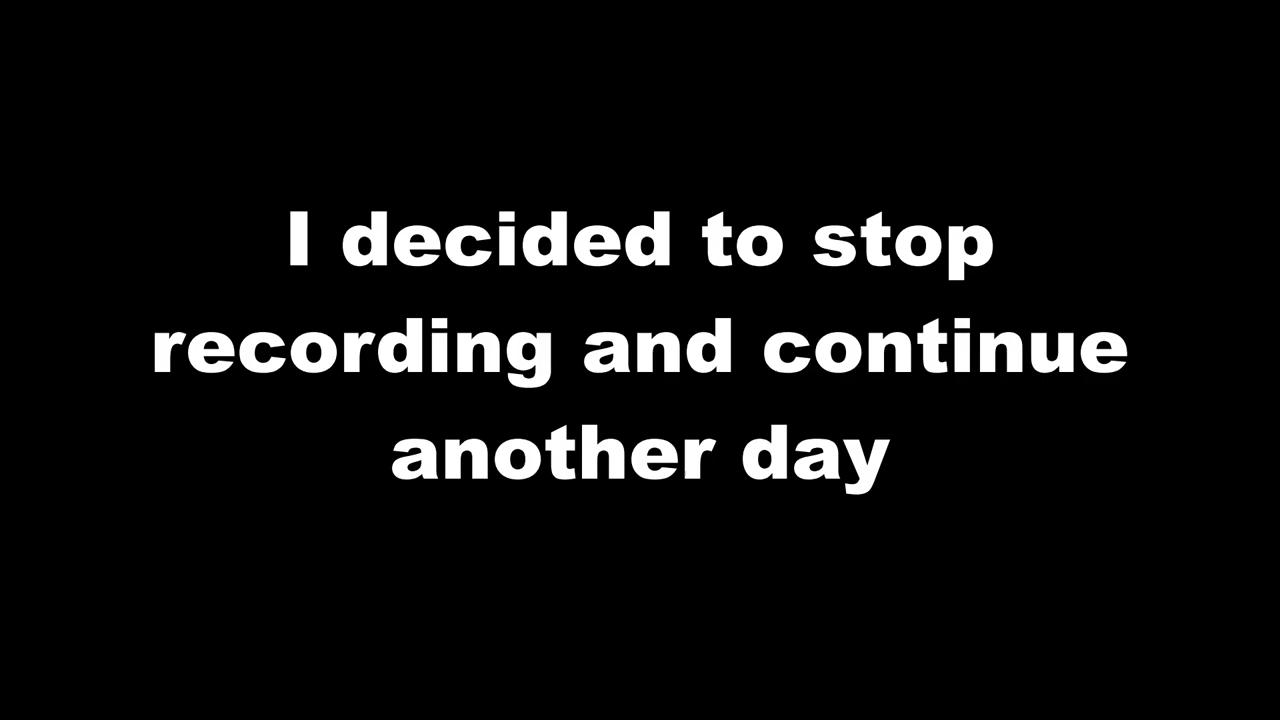 I decided to stop
recording and continue
another day